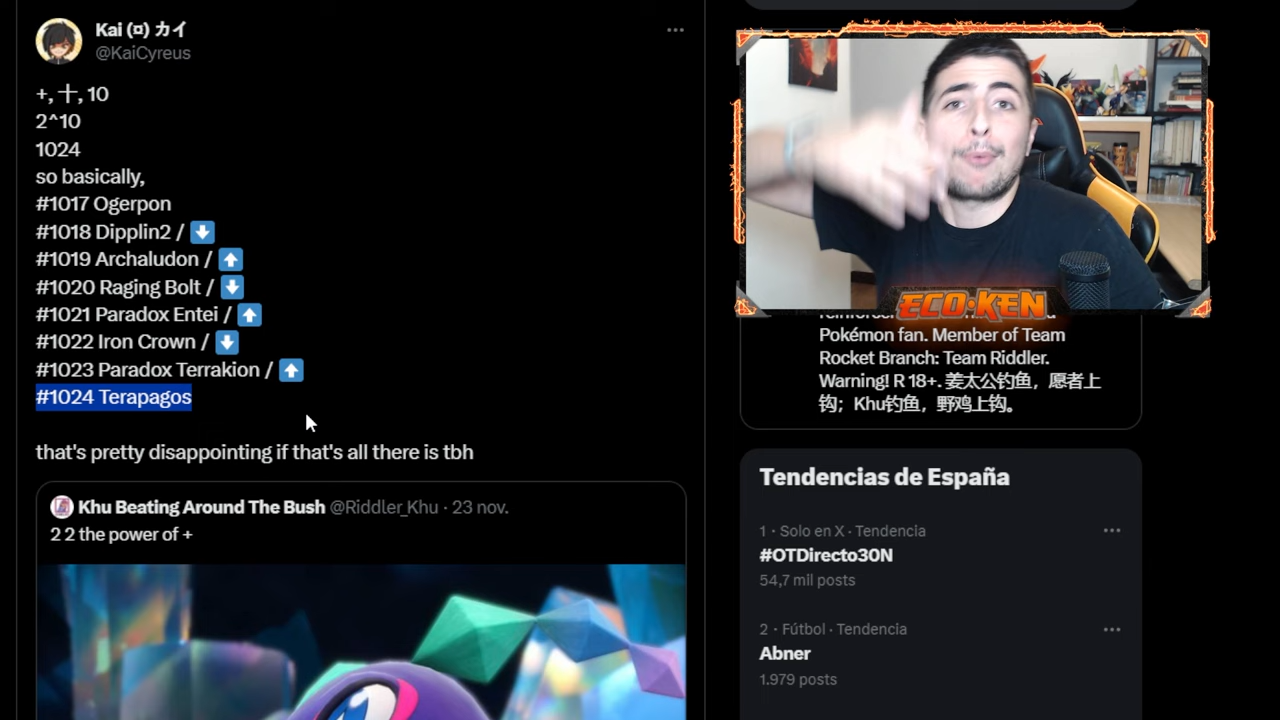 Kai (¤) カイ
@KaiCyreus
+, 十, 10
2^10
1024
so basically,
#1017 Ogerpon
#1018 Dipplin2 / ⬇️
#1019 Archaludon / ⬆️
#1020 Raging Bolt / ⬇️
#1021 Paradox Entei / ⬆️
#1022 Iron Crown / ⬇️
#1023 Paradox Terrakion / ⬆️
#1024 Terapagos
that's pretty disappointing if that's all there is tbh
Khu Beating Around The Bush @Riddler_Khu · 23 nov.
2 2 the power of +
ECO·KEN
Pokémon fan. Member of Team
Rocket Branch: Team Riddler.
Warning! R 18+. 姜太公钓鱼，愿者上
钩；Khu钓鱼，野鸡上钩。
Tendencias de España
1 · Solo en X · Tendencia
#OTDirecto30N
54,7 mil posts
2 · Fútbol · Tendencia
Abner
1.979 posts